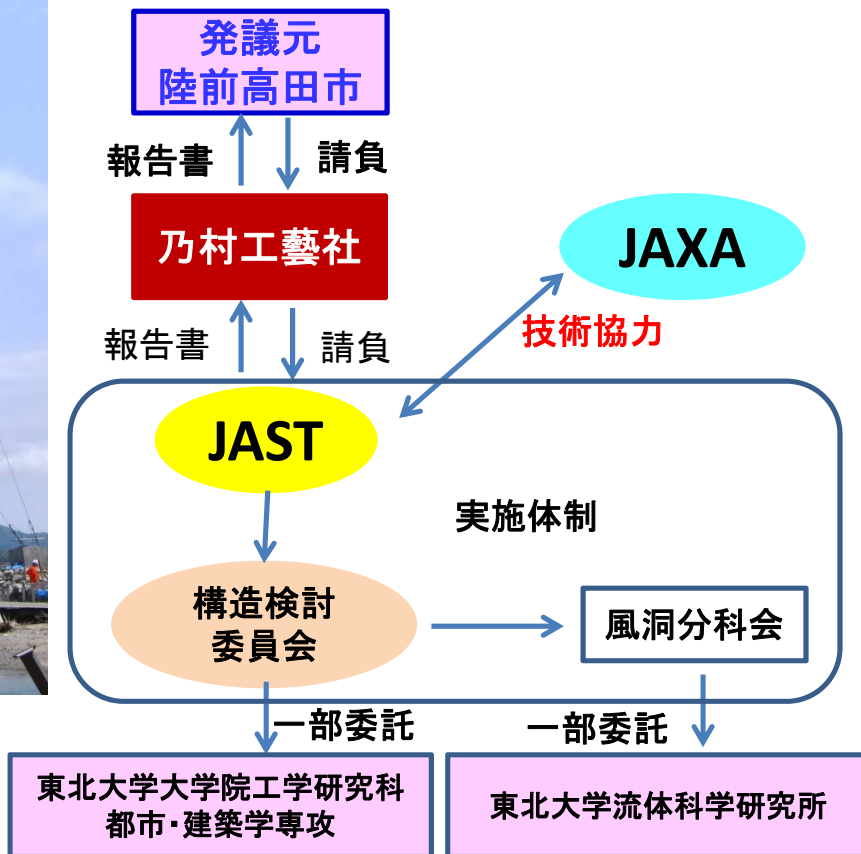 発議元
陸前高田市
報告書
請負
乃村工藝社
JAXA
技術協力
報告書
請負
JAST
実施体制
構造検討
委員会
風洞分科会
一部委託
一部委託
東北大学大学院工学研究科
都市・建築学専攻
東北大学流体科学研究所